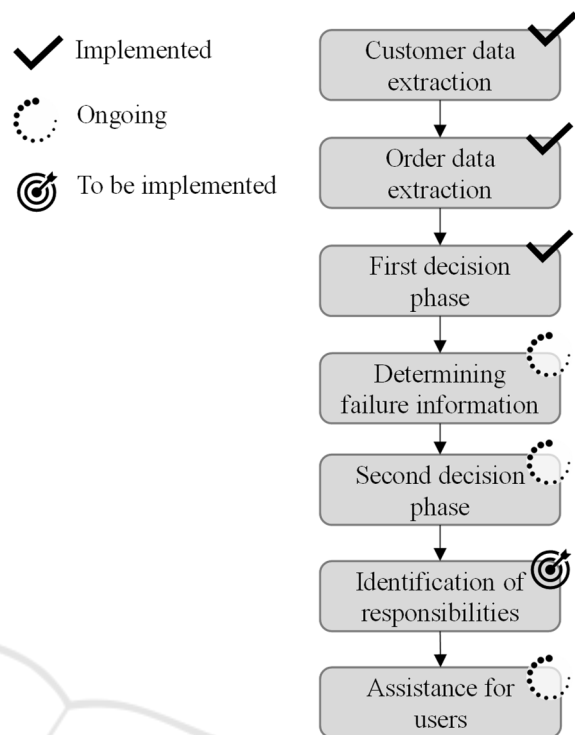 Implemented
Ongoing
To be implemented
Customer data
extraction
Order data
extraction
First decision
phase
Determining
failure information
Second decision
phase
Identification of
responsibilities
Assistance for
users